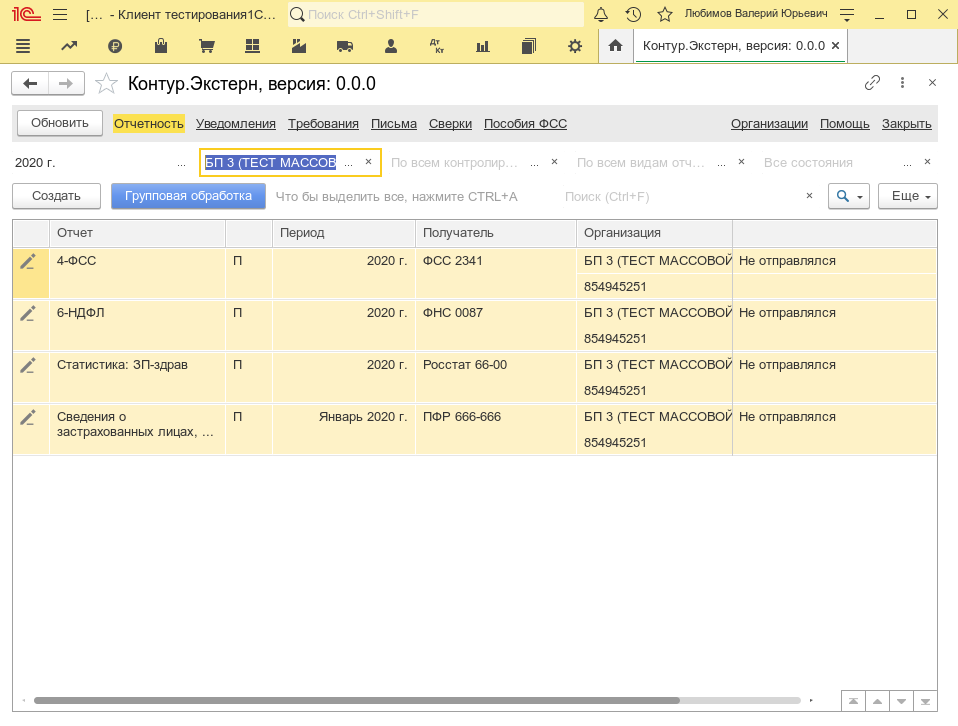 [... - Клиент тестирования1С... Поиск Ctrl+Shift+F Любимов Валерий Юрьевич
Дт Кт Контур.Экстерн, версия: 0.0.0
Контур.Экстерн, версия: 0.0.0
Обновить Отчетность Уведомления Требования Письма Сверки Пособия ФСС Организации Помощь Закрыть
2020 г. ... БП 3 (ТЕСТ МАССОВ ... По всем контролир... ... По всем видам отч... ... Все состояния ...
Создать Групповая обработка Что бы выделить все, нажмите CTRL+A Поиск (Ctrl+F) Еще
Отчет Период Получатель Организация
4-ФСС П 2020 г. ФСС 2341 БП 3 (ТЕСТ МАССОВОЙ Не отправлялся
854945251
6-НДФЛ П 2020 г. ФНС 0087 БП 3 (ТЕСТ МАССОВОЙ Не отправлялся
854945251
Статистика: ЗП-здрав П 2020 г. Росстат 66-00 БП 3 (ТЕСТ МАССОВОЙ Не отправлялся
854945251
Сведения о П Январь 2020 г. ПФР 666-666 БП 3 (ТЕСТ МАССОВОЙ Не отправлялся
застрахованных лицах, ...
854945251